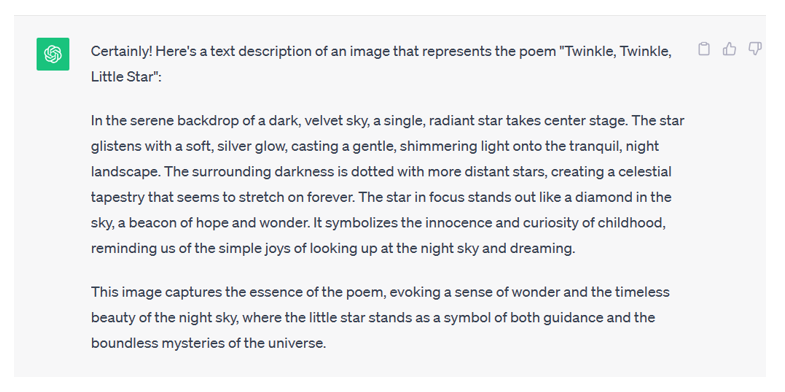 Certainly! Here's a text description of an image that represents the poem "Twinkle, Twinkle,
Little Star":
In the serene backdrop of a dark, velvet sky, a single, radiant star takes center stage. The star
glistens with a soft, silver glow, casting a gentle, shimmering light onto the tranquil, night
landscape. The surrounding darkness is dotted with more distant stars, creating a celestial
tapestry that seems to stretch on forever. The star in focus stands out like a diamond in the
sky, a beacon of hope and wonder. It symbolizes the innocence and curiosity of childhood,
reminding us of the simple joys of looking up at the night sky and dreaming.
This image captures the essence of the poem, evoking a sense of wonder and the timeless
beauty of the night sky, where the little star stands as a symbol of both guidance and the
boundless mysteries of the universe.